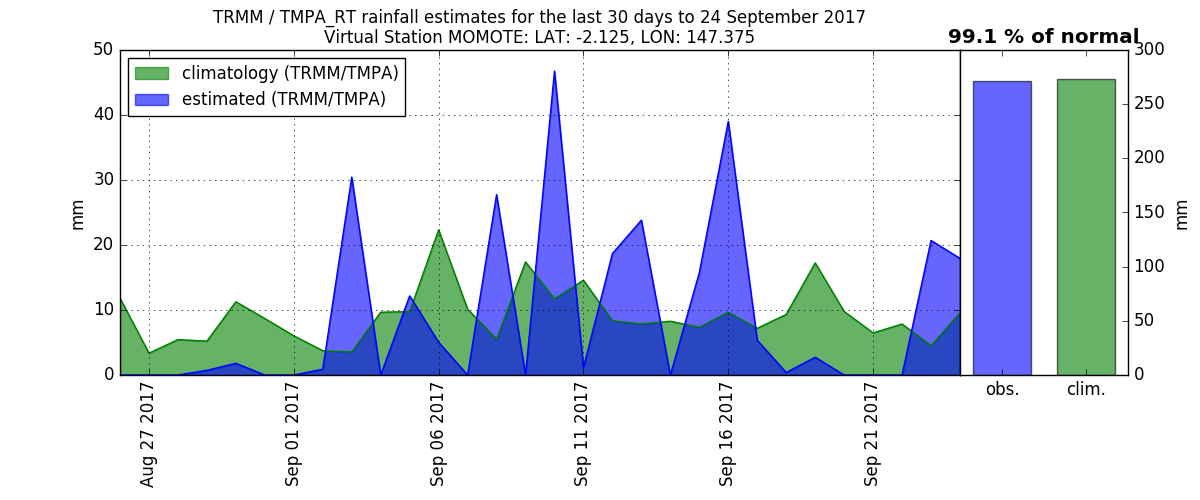 TRMM / TMPA_RT rainfall estimates for the last 30 days to 24 September 2017
Virtual Station MOMOTE: LAT: -2.125, LON: 147.375
99.1 % of normal
climatology (TRMM/TMPA)
estimated (TRMM/TMPA)
50
40
30
20
10
0
mm
Aug 27 2017
Sep 01 2017
Sep 06 2017
Sep 11 2017
Sep 16 2017
Sep 21 2017
300
250
200
150
100
50
0
mm
obs.
clim.